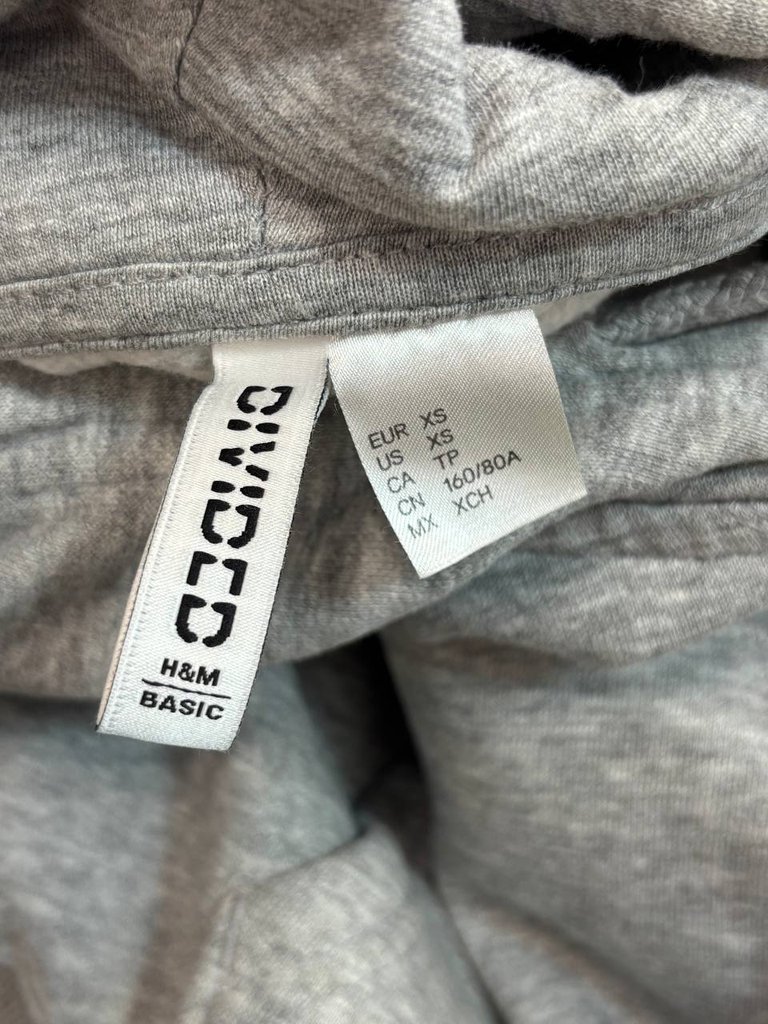 DIVIDED
H&M
BASIC
EUR XS
US XS
CA TP
CN 160/80A
MX XCH